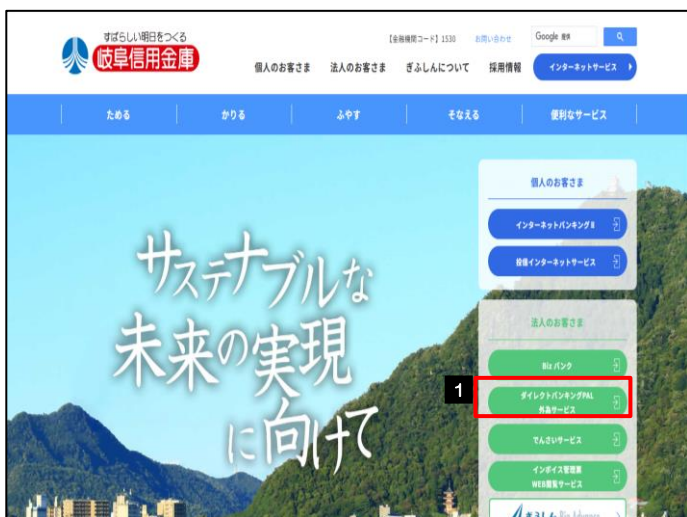 すばらしい明日をつくる
岐阜信用金庫
【金融機関コード】1530
お問い合わせ
Google 提供
個人のお客さま
法人のお客さま
ぎふしんについて
採用情報
インターネットサービス
ためる
かりる
ふやす
そなえる
便利なサービス
サステナブルな
未来の実現
に向けて
個人のお客さま
インターネットバンキングⅡ
投信インターネットサービス
法人のお客さま
Biz バンク
1
ダイレクトバンキングPAL
外為サービス
でんさいサービス
インボイス管理業
WEB閲覧サービス
ぎふしん Big Advance